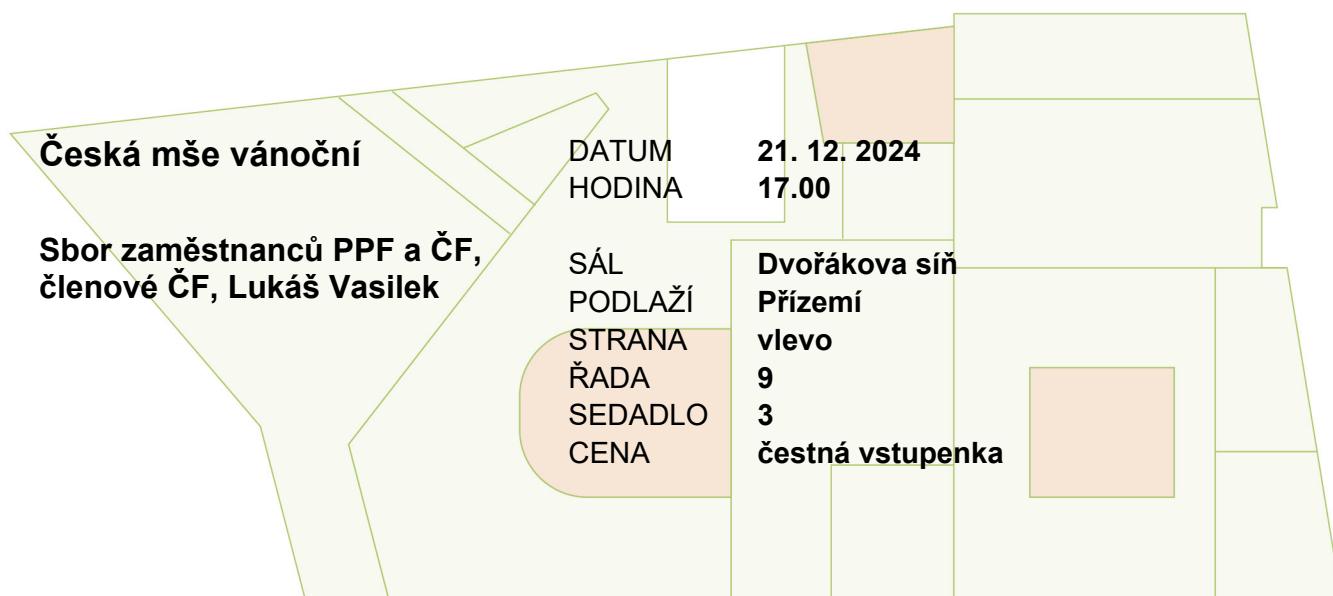 Česká mše vánoční
Sbor zaměstnanců PPF a ČF,
členové ČF, Lukáš Vasilek
DATUM 21. 12. 2024
HODINA 17.00
SÁL Dvořákova síň
PODLAŽÍ Přízemí
STRANA vlevo
ŘADA 9
SEDADLO 3
CENA čestná vstupenka